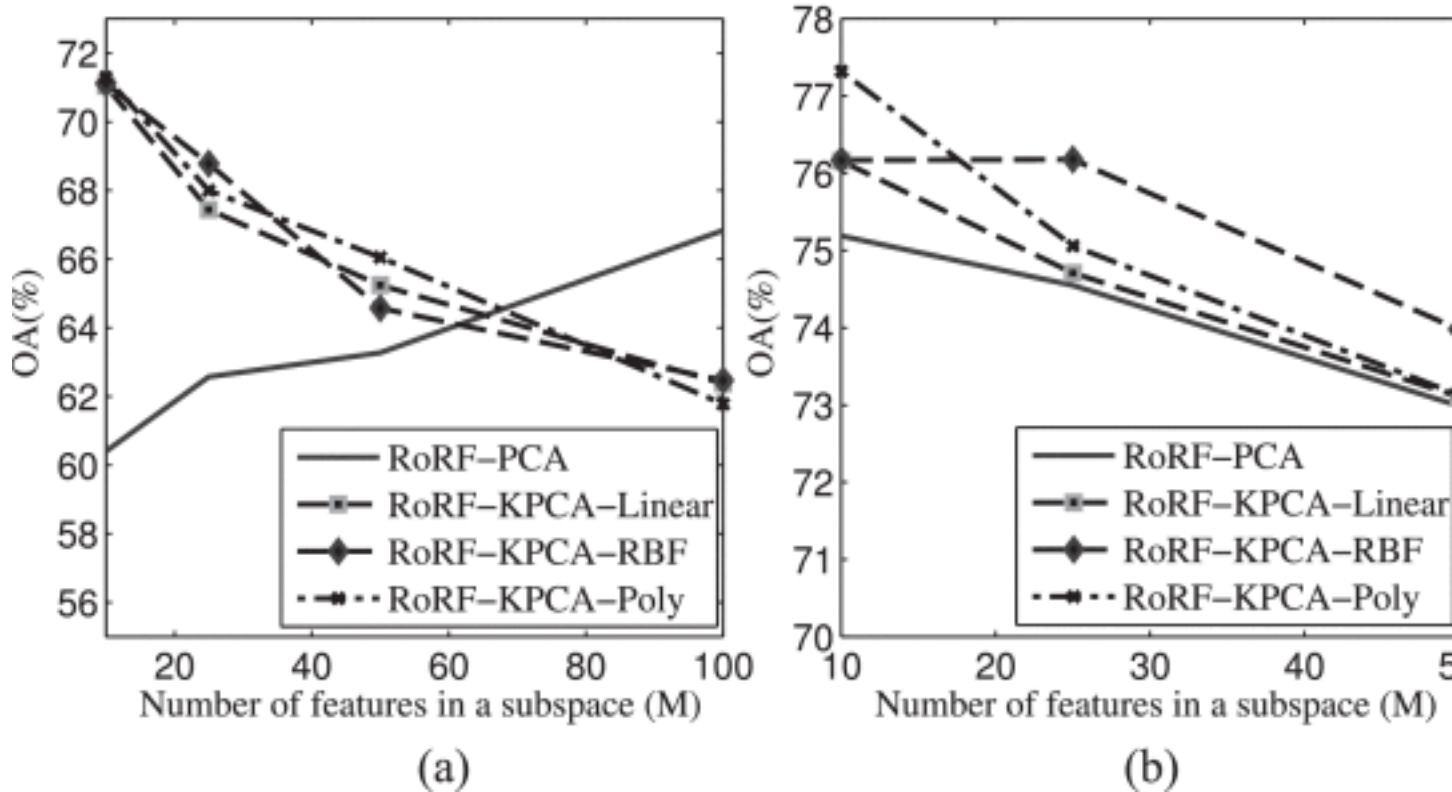 72
70
68
66
64
62
60
58
56
OA(%)
RoRF-PCA
RoRF-KPCA-Linear
RoRF-KPCA-RBF
RoRF-KPCA-Poly
20 40 60 80 100
Number of features in a subspace (M)
(a)
78
77
76
75
74
73
72
71
70
OA(%)
RoRF-PCA
RoRF-KPCA-Linear
RoRF-KPCA-RBF
RoRF-KPCA-Poly
10 20 30 40
Number of features in a subspace (M)
(b)